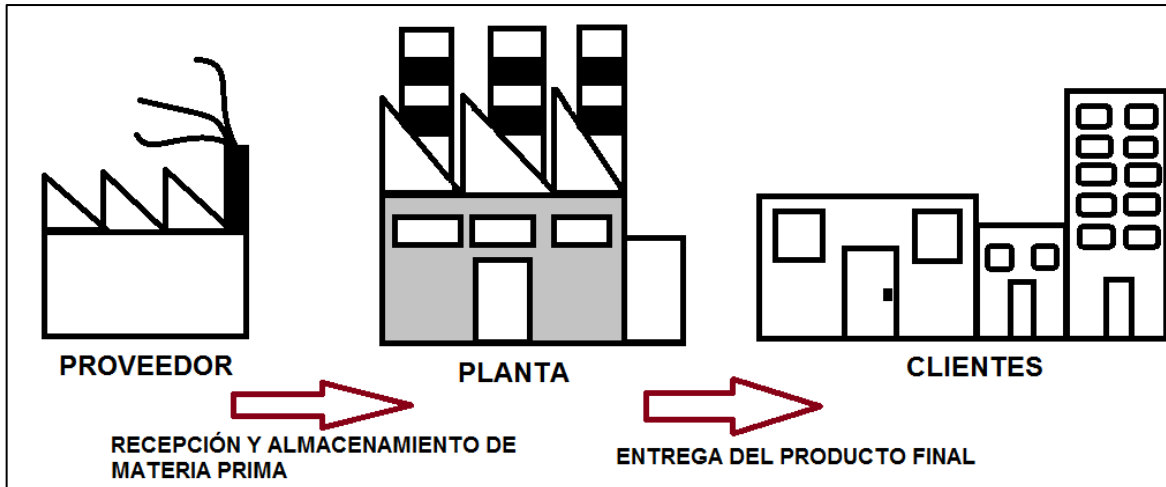 PROVEEDOR
PLANTA
CLIENTES
RECEPCIÓN Y ALMACENAMIENTO DE
MATERIA PRIMA
ENTREGA DEL PRODUCTO FINAL